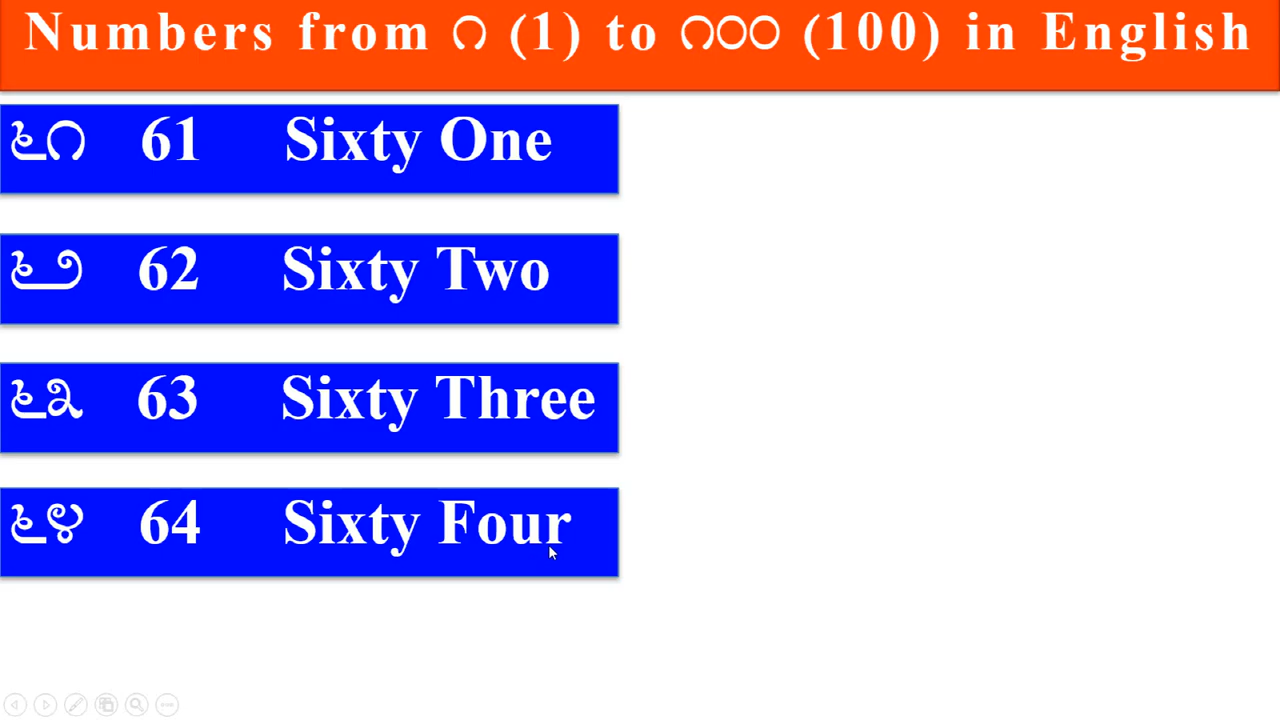 Numbers from ೧ (1) to ೧೦೦ (100) in English
೬೧ 61 Sixty One
೬೨ 62 Sixty Two
೬೩ 63 Sixty Three
೬೪ 64 Sixty Four